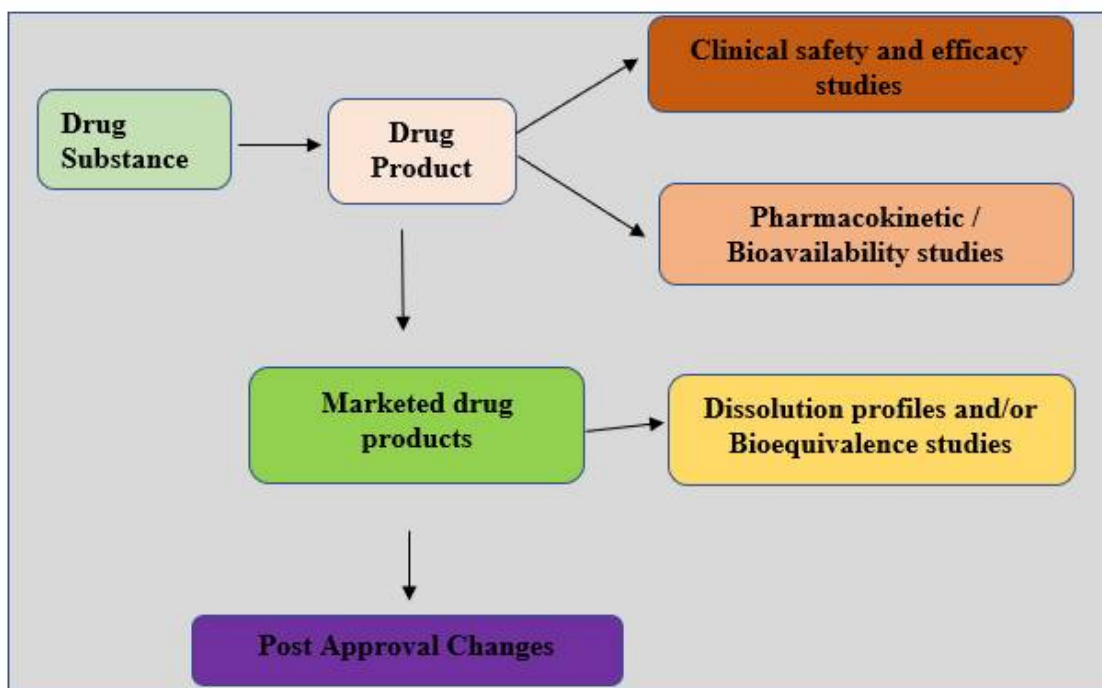 Clinical safety and efficacy
studies
Drug
Substance
Drug
Product
Pharmacokinetic /
Bioavailability studies
Marketed drug
products
Dissolution profiles and/or
Bioequivalence studies
Post Approval Changes